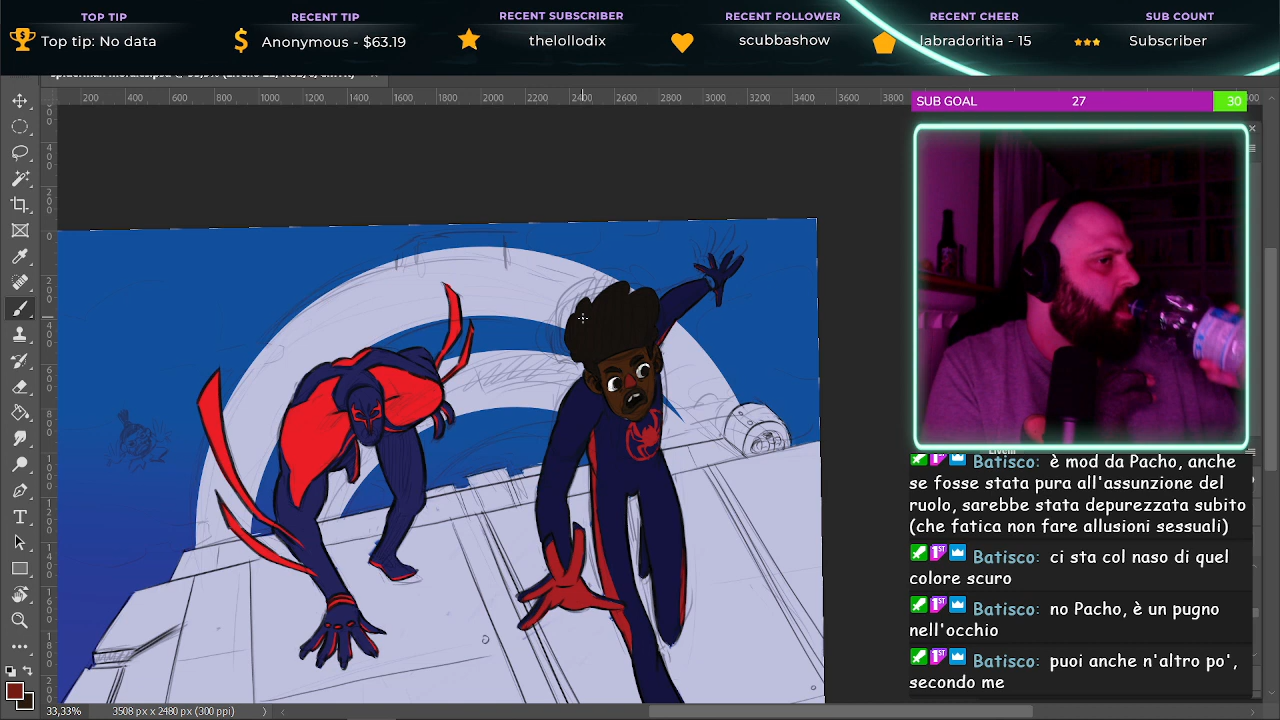 TOP TIP
Top tip: No data
RECENT TIP
Anonymous - $63.19
RECENT SUBSCRIBER
thelollodix
RECENT FOLLOWER
scubbashow
RECENT CHEER
labradoritia - 15
SUB COUNT
Subscriber
200 400 600 800 1000 1200 1400 1600 1800 2000 2200 2400 2600 2800 3000 3200 3400 3600 3800
SUB GOAL 27 30
Livelli
Batisco: è mod da Pacho, anche
se fosse stata pura all'assunzione del
ruolo, sarebbe stata depurezzata subito
(che fatica non fare allusioni sessuali)
1ST Batisco: ci sta col naso di quel
colore scuro
1ST Batisco: no Pacho, è un pugno
nell'occhio
1ST Batisco: puoi anche n'altro po',
secondo me
33,33% 3508 px x 2480 px (300 ppi)